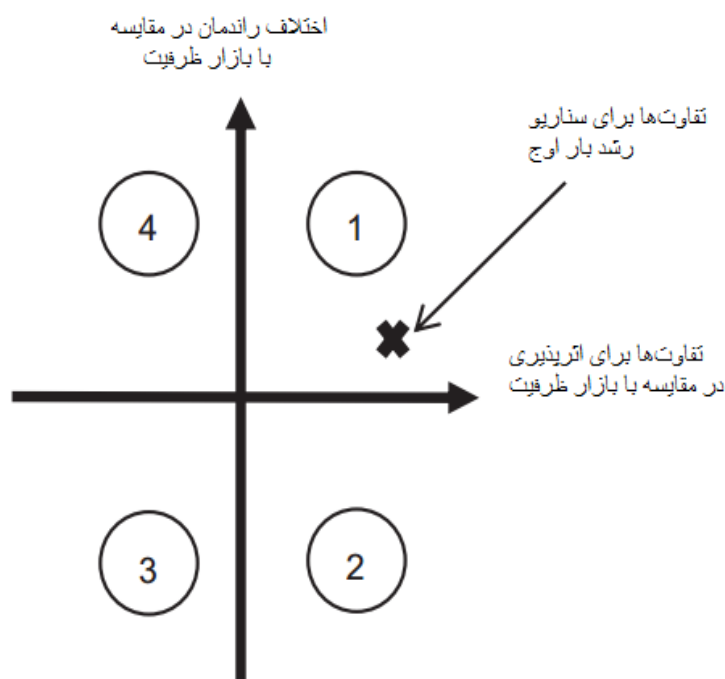 اختلاف راندمان در مقایسه
با بازار ظرفیت
تفاوت‌ها برای سناریو
رشد بار اوج
4
1
تفاوت‌ها برای اثرپذیری
در مقایسه با بازار ظرفیت
3
2